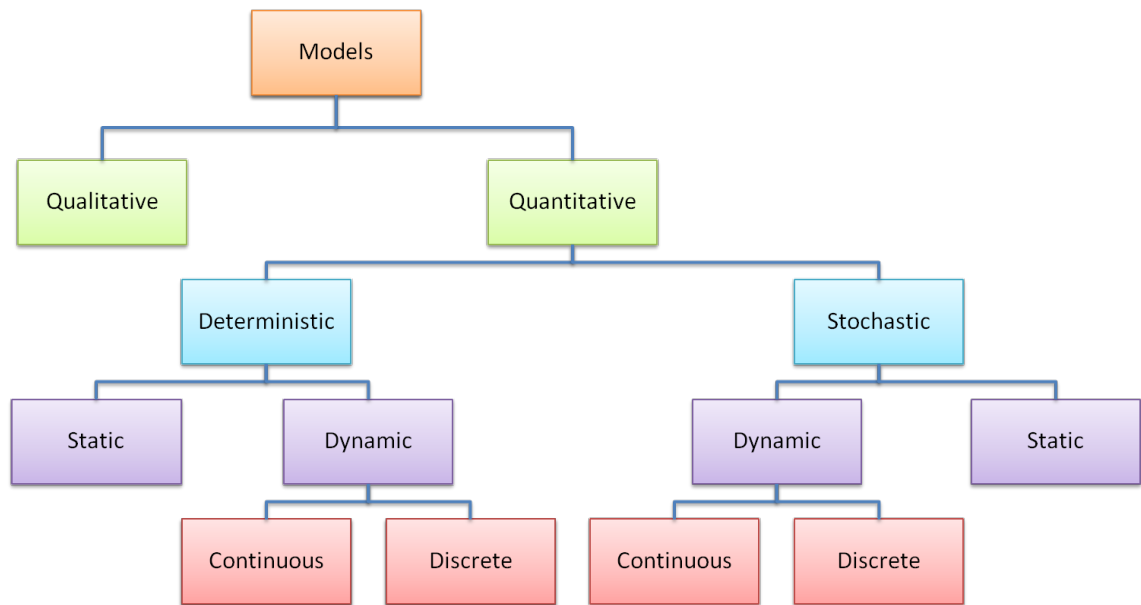 Models
Qualitative
Quantitative
Deterministic
Stochastic
Static
Dynamic
Dynamic
Static
Continuous
Discrete
Continuous
Discrete